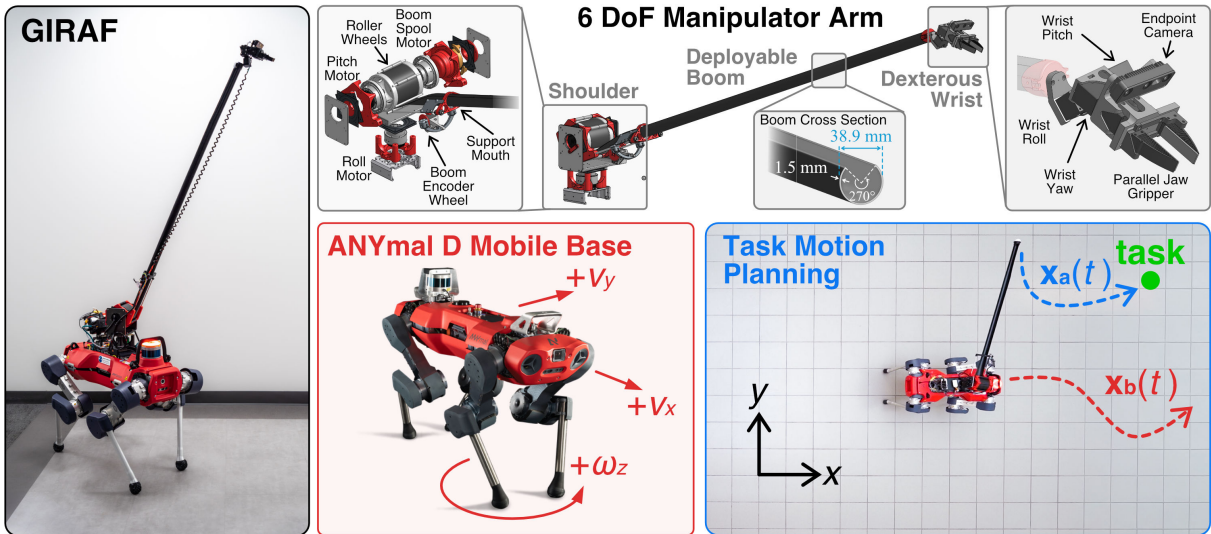 GIRAF
6 DoF Manipulator Arm
Roller
Wheels
Boom
Spool
Motor
Pitch
Motor
Roll
Motor
Boom
Encoder
Wheel
Support
Mouth
Shoulder
Deployable
Boom
Dexterous
Wrist
Boom Cross Section
38.9 mm
1.5 mm
270°
Wrist
Pitch
Endpoint
Camera
Wrist
Roll
Wrist
Yaw
Parallel Jaw
Gripper
ANYmal D Mobile Base
+vy
+vx
+ωz
Task Motion
Planning
task
xa(t)
xb(t)
y
x